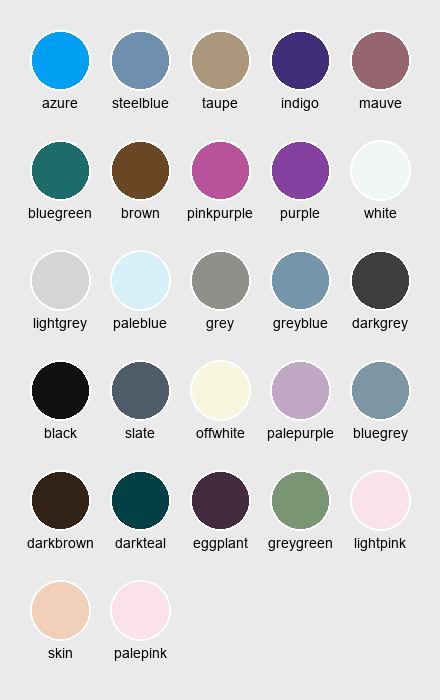 azure steelblue taupe indigo mauve
bluegreen brown pinkpurple purple white
lightgrey paleblue grey greyblue darkgrey
black slate offwhite palepurple bluegrey
darkbrown darkteal eggplant greygreen lightpink
skin palepink